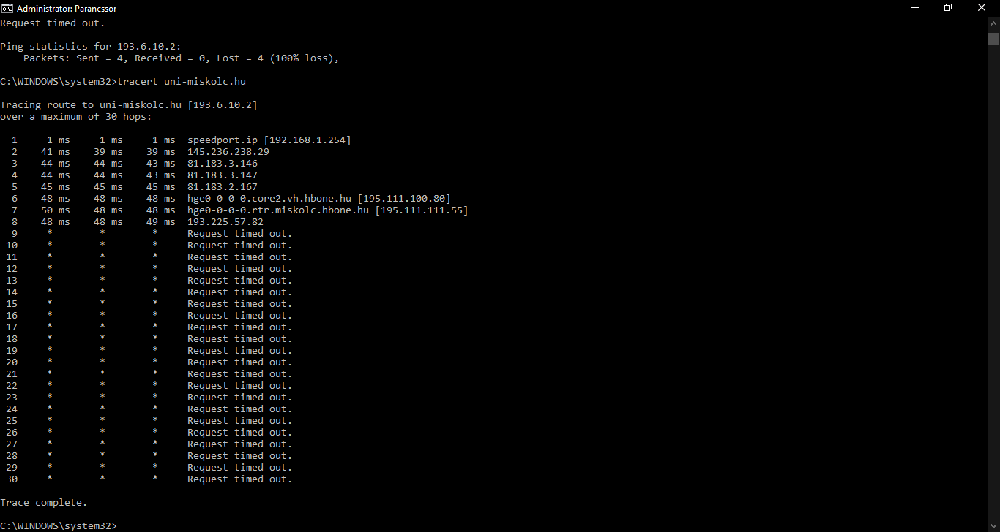 Administrator: Parancssor
Request timed out.
Ping statistics for 193.6.10.2:
    Packets: Sent = 4, Received = 0, Lost = 4 (100% loss),
C:\WINDOWS\system32>tracert uni-miskolc.hu
Tracing route to uni-miskolc.hu [193.6.10.2]
over a maximum of 30 hops:
  1     1 ms     1 ms     1 ms  speedport.ip [192.168.1.254]
  2    41 ms    39 ms    39 ms  145.236.238.29
  3    44 ms    44 ms    43 ms  81.183.3.146
  4    44 ms    44 ms    43 ms  81.183.3.147
  5    45 ms    45 ms    45 ms  81.183.2.167
  6    48 ms    48 ms    48 ms  hge0-0-0-0.core2.vh.hbone.hu [195.111.100.80]
  7    50 ms    48 ms    48 ms  hge0-0-0-0.rtr.miskolc.hbone.hu [195.111.111.55]
  8    48 ms    48 ms    49 ms  193.225.57.82
  9     *        *        *     Request timed out.
 10     *        *        *     Request timed out.
 11     *        *        *     Request timed out.
 12     *        *        *     Request timed out.
 13     *        *        *     Request timed out.
 14     *        *        *     Request timed out.
 15     *        *        *     Request timed out.
 16     *        *        *     Request timed out.
 17     *        *        *     Request timed out.
 18     *        *        *     Request timed out.
 19     *        *        *     Request timed out.
 20     *        *        *     Request timed out.
 21     *        *        *     Request timed out.
 22     *        *        *     Request timed out.
 23     *        *        *     Request timed out.
 24     *        *        *     Request timed out.
 25     *        *        *     Request timed out.
 26     *        *        *     Request timed out.
 27     *        *        *     Request timed out.
 28     *        *        *     Request timed out.
 29     *        *        *     Request timed out.
 30     *        *        *     Request timed out.
Trace complete.
C:\WINDOWS\system32>